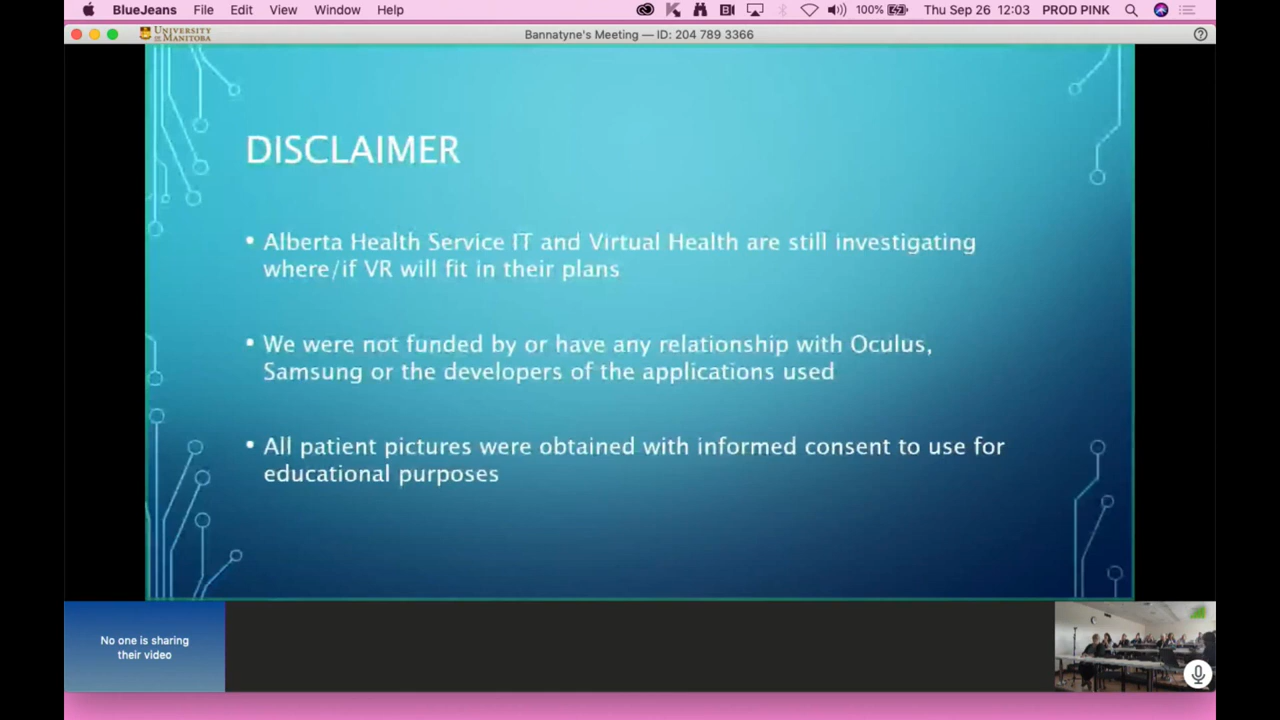 BlueJeans File Edit View Window Help 100% Thu Sep 26 12:03 PROD PINK
UNIVERSITY
OF MANITOBA
Bannatyne's Meeting — ID: 204 789 3366
DISCLAIMER
• Alberta Health Service IT and Virtual Health are still investigating
where/if VR will fit in their plans
• We were not funded by or have any relationship with Oculus,
Samsung or the developers of the applications used
• All patient pictures were obtained with informed consent to use for
educational purposes
No one is sharing
their video